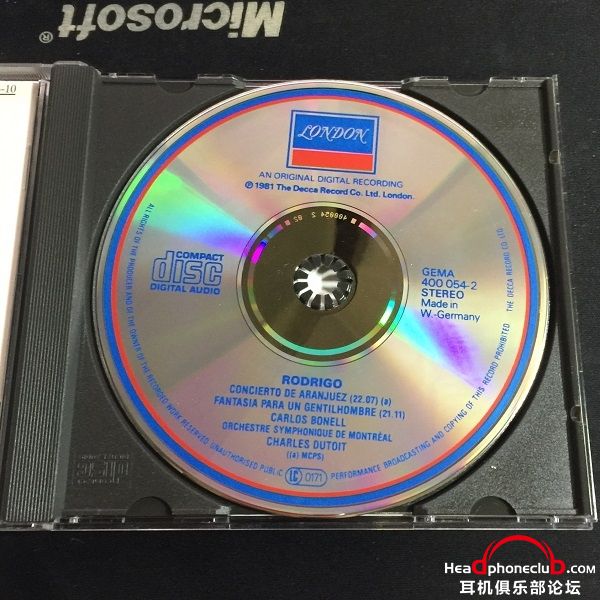 Microsoft®
-10
LONDON
AN ORIGINAL DIGITAL RECORDING
℗ 1981 The Decca Record Co. Ltd. London.
COMPACT
disc
DIGITAL AUDIO
GEMA
400 054-2
STEREO
Made in
W.-Germany
RODRIGO
CONCIERTO DE ARANJUEZ (22.07) (a)
FANTASIA PARA UN GENTILHOMBRE (21.11)
CARLOS BONELL
ORCHESTRE SYMPHONIQUE DE MONTRÉAL
CHARLES DUTOIT
((a) MCPS)
LC 0171
ALL RIGHTS OF THE PRODUCER AND OF THE OWNER OF THE RECORDED WORK RESERVED UNAUTHORISED PUBLIC PERFORMANCE BROADCASTING AND COPYING OF THIS RECORD PROHIBITED
THE DECCA RECORD CO LTD
Headphoneclub.com
耳机俱乐部论坛